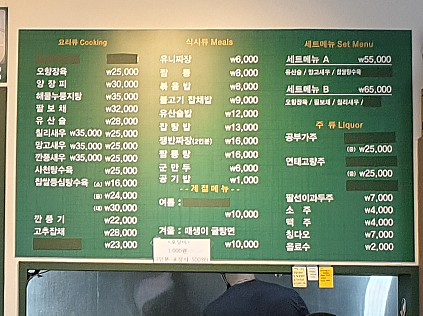 요리류 Cooking
오향장육 ₩25,000
양장피 ₩30,000
해물누룽지탕 ₩35,000
팔보채 ₩32,000
유산슬 ₩28,000
칠리새우 ₩35,000 ₩25,000
망고새우 ₩35,000 ₩25,000
깐풍새우 ₩35,000 ₩25,000
사천탕수육 ₩25,000
찹쌀등심탕수육 (소) ₩16,000
(중) ₩24,000
(대) ₩30,000
깐풍기 ₩22,000
고추잡채 ₩28,000
₩23,000
식사류 Meals
유니짜장 ₩6,000
짬뽕 ₩8,000
볶음밥 ₩8,000
불고기 잡채밥 ₩9,000
유산슬밥 ₩12,000
잡탕밥 ₩13,000
쟁반짜장(2인분) ₩16,000
짬뽕탕 ₩16,000
군만두 ₩6,000
공기밥 ₩1,000
--계절메뉴--
여름 :
₩10,000
겨울 : 매생이 굴탕면
₩10,000
세트메뉴 Set Menu
세트메뉴 A ₩55,000
유산슬 / 망고새우 / 찹쌀탕수육
세트메뉴 B ₩65,000
오향장육 / 팔보채 / 칠리새우 /
주류 Liquor
공부가주
(중) ₩25,000
연태고량주
(중) ₩25,000
팔선이과두주 ₩7,000
소주 ₩4,000
맥주 ₩4,000
칭다오 ₩7,000
음료수 ₩2,000